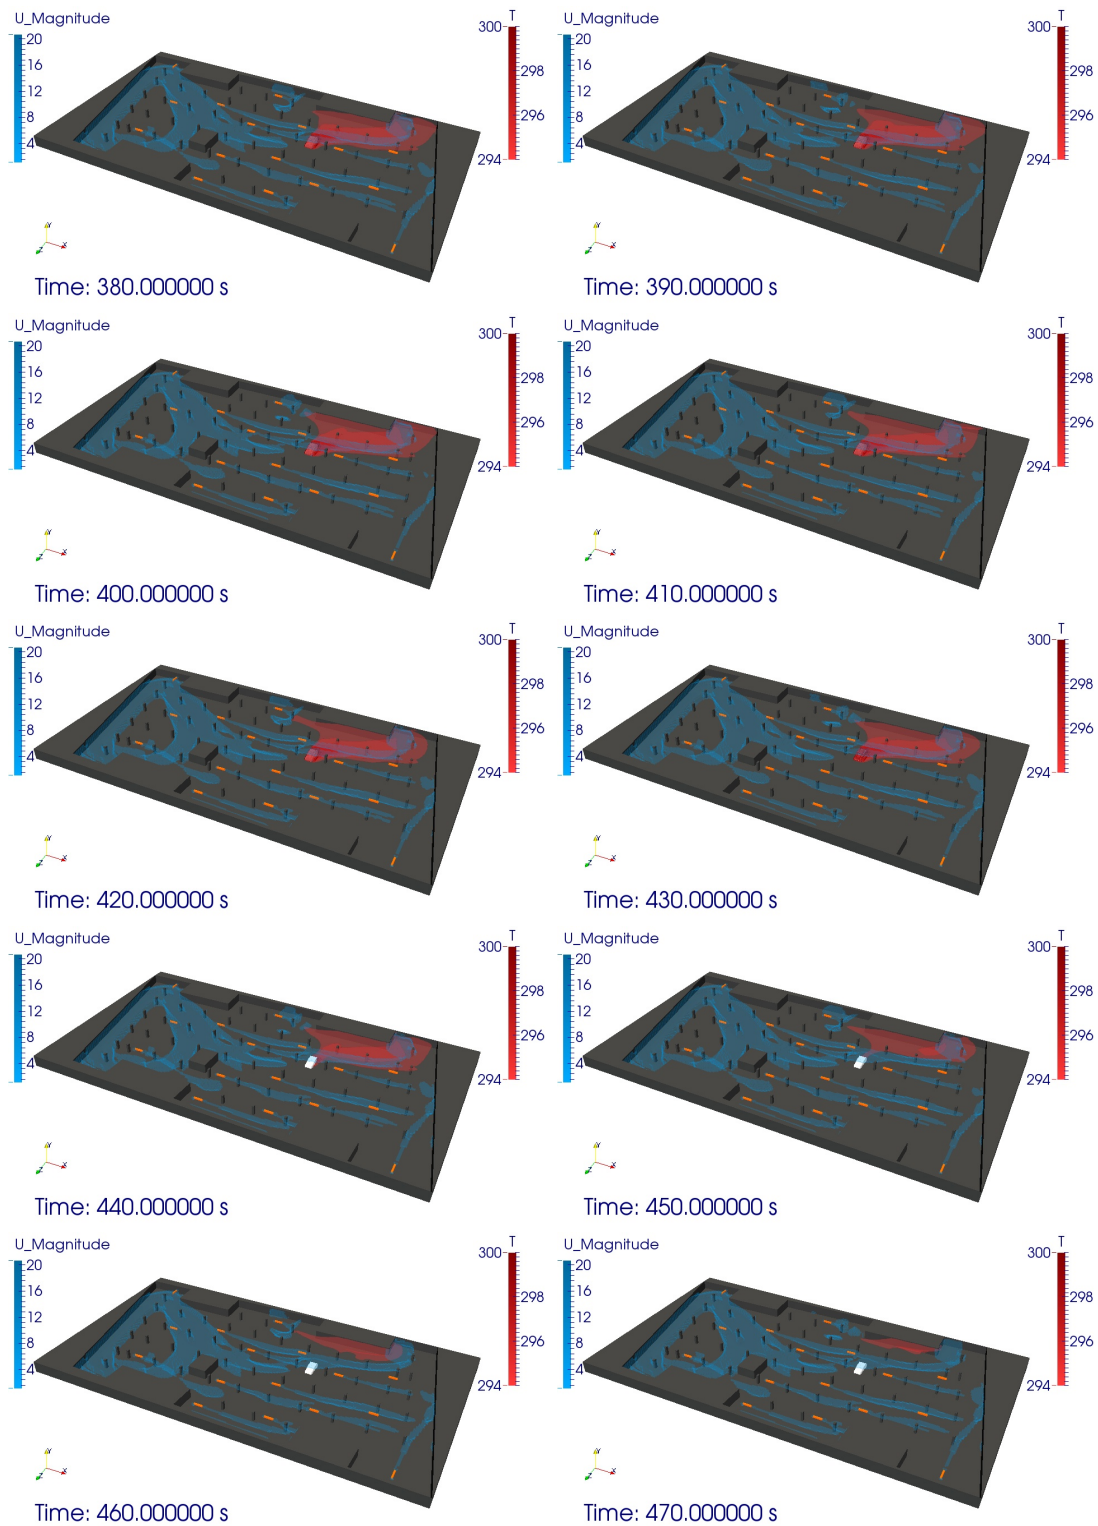 U_Magnitude
20
16
12
8
4
T
300
298
296
294
Y
X
Z
Time: 380.000000 s
U_Magnitude
20
16
12
8
4
T
300
298
296
294
Y
X
Z
Time: 390.000000 s
U_Magnitude
20
16
12
8
4
T
300
298
296
294
Y
X
Z
Time: 400.000000 s
U_Magnitude
20
16
12
8
4
T
300
298
296
294
Y
X
Z
Time: 410.000000 s
U_Magnitude
20
16
12
8
4
T
300
298
296
294
Y
X
Z
Time: 420.000000 s
U_Magnitude
20
16
12
8
4
T
300
298
296
294
Y
X
Z
Time: 430.000000 s
U_Magnitude
20
16
12
8
4
T
300
298
296
294
Y
X
Z
Time: 440.000000 s
U_Magnitude
20
16
12
8
4
T
300
298
296
294
Y
X
Z
Time: 450.000000 s
U_Magnitude
20
16
12
8
4
T
300
298
296
294
Y
X
Z
Time: 460.000000 s
U_Magnitude
20
16
12
8
4
T
300
298
296
294
Y
X
Z
Time: 470.000000 s